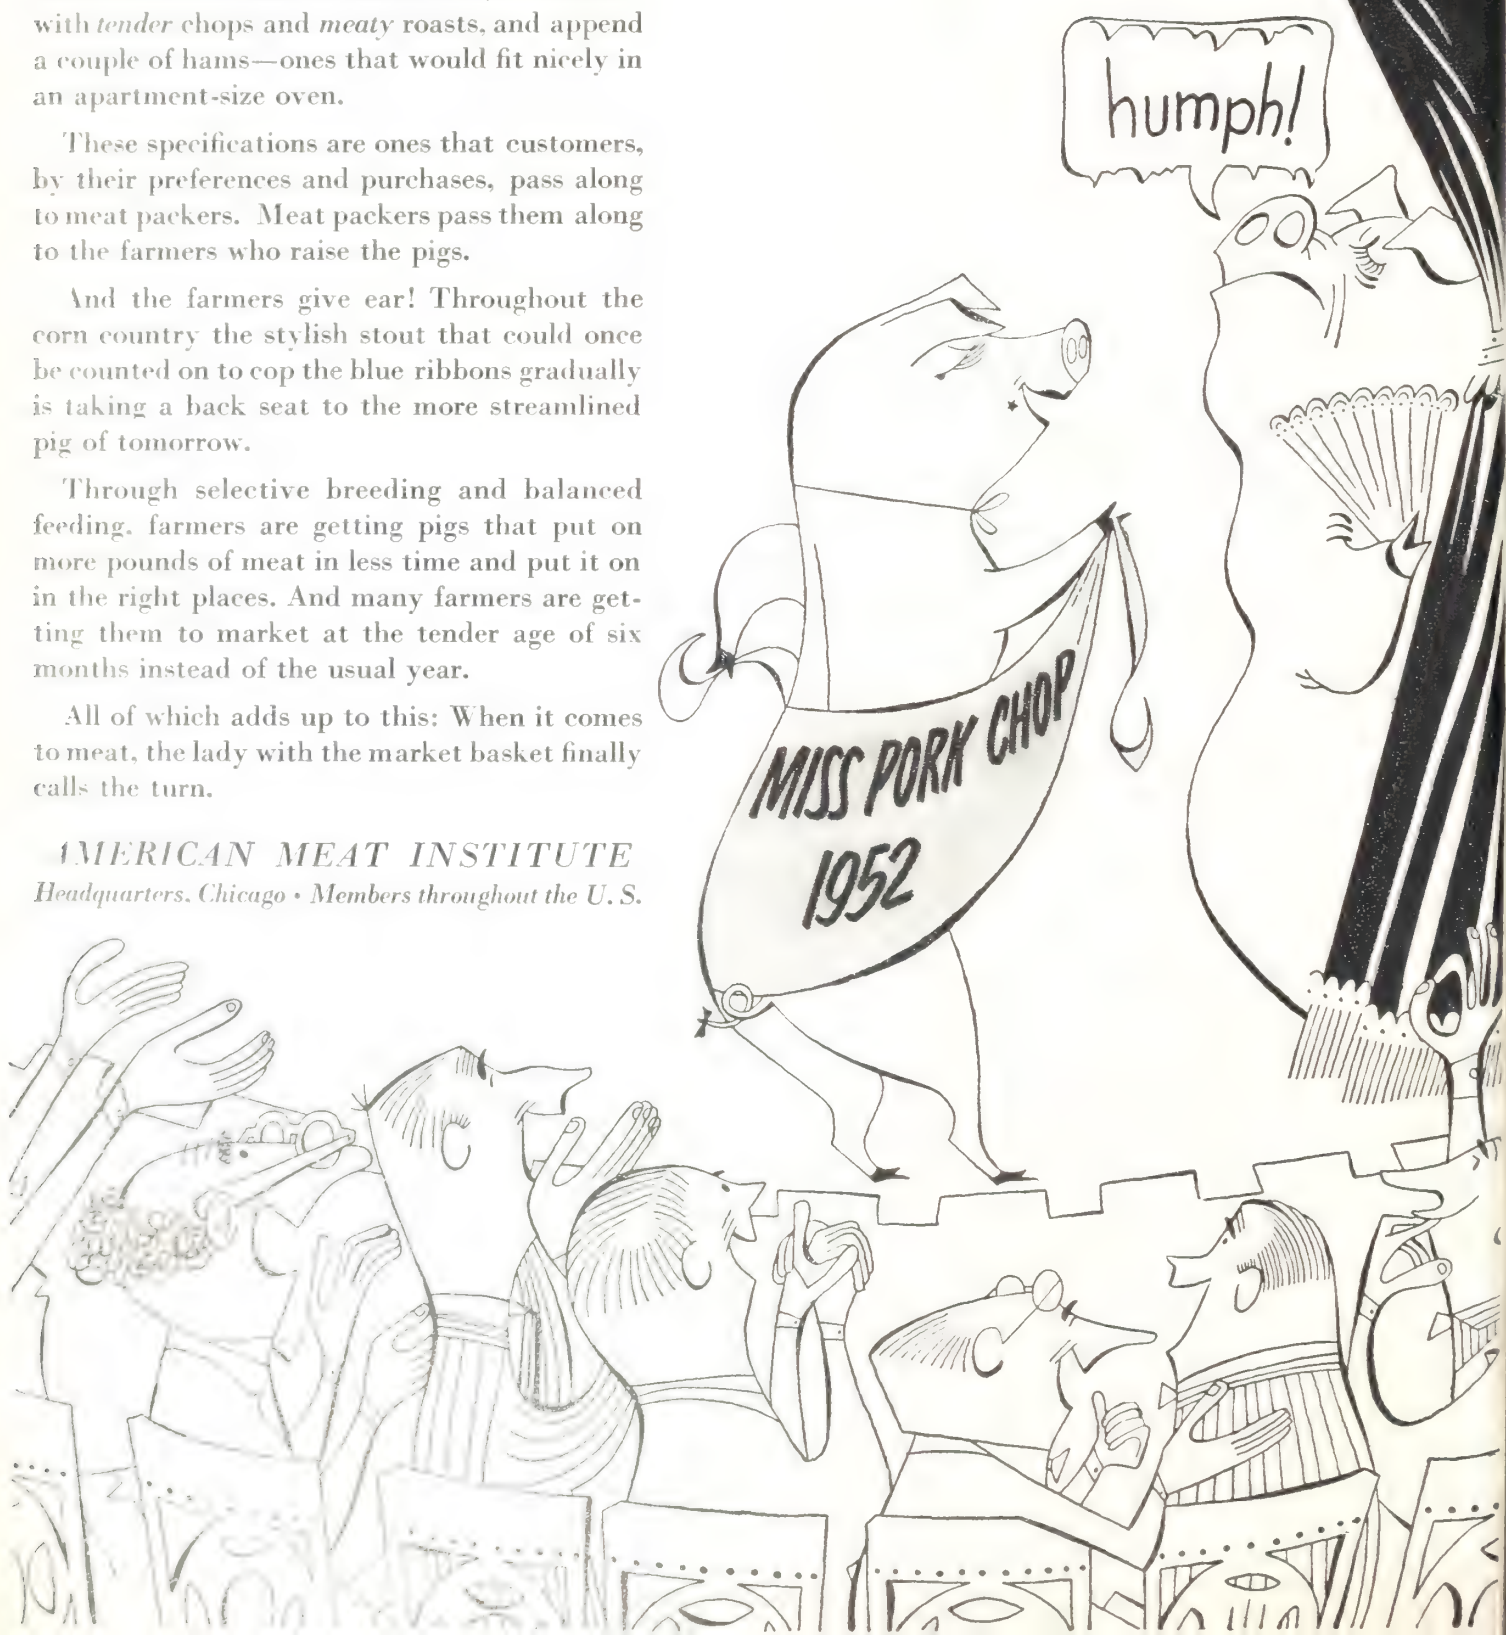 with tender chops and meaty roasts, and append
a couple of hams—ones that would fit nicely in
an apartment-size oven.
These specifications are ones that customers,
by their preferences and purchases, pass along
to meat packers. Meat packers pass them along
to the farmers who raise the pigs.
And the farmers give ear! Throughout the
corn country the stylish stout that could once
be counted on to cop the blue ribbons gradually
is taking a back seat to the more streamlined
pig of tomorrow.
Through selective breeding and balanced
feeding, farmers are getting pigs that put on
more pounds of meat in less time and put it on
in the right places. And many farmers are get-
ting them to market at the tender age of six
months instead of the usual year.
All of which adds up to this: When it comes
to meat, the lady with the market basket finally
calls the turn.
AMERICAN MEAT INSTITUTE
Headquarters, Chicago • Members throughout the U. S.
humph!
MISS PORK CHOP
1952